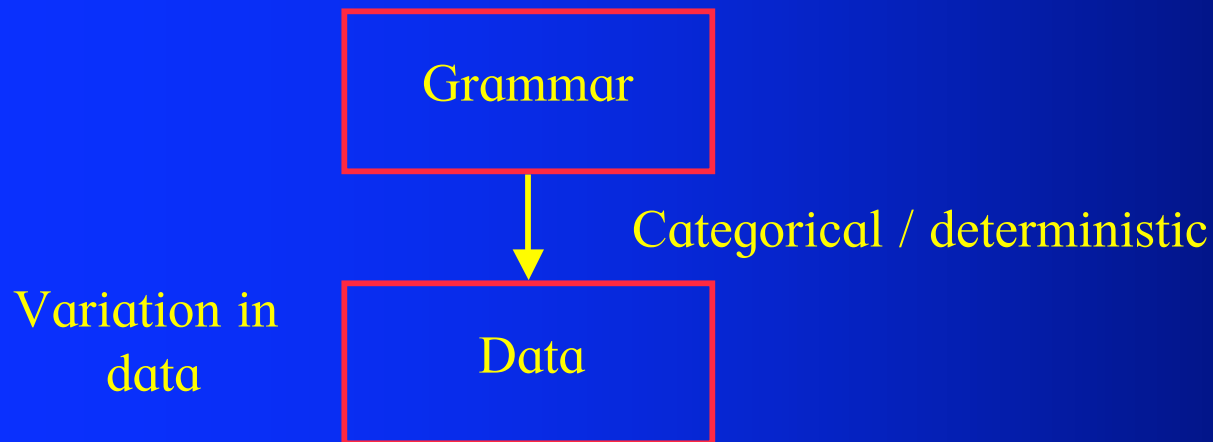 Grammar
Categorical / deterministic
Variation in
data
Data